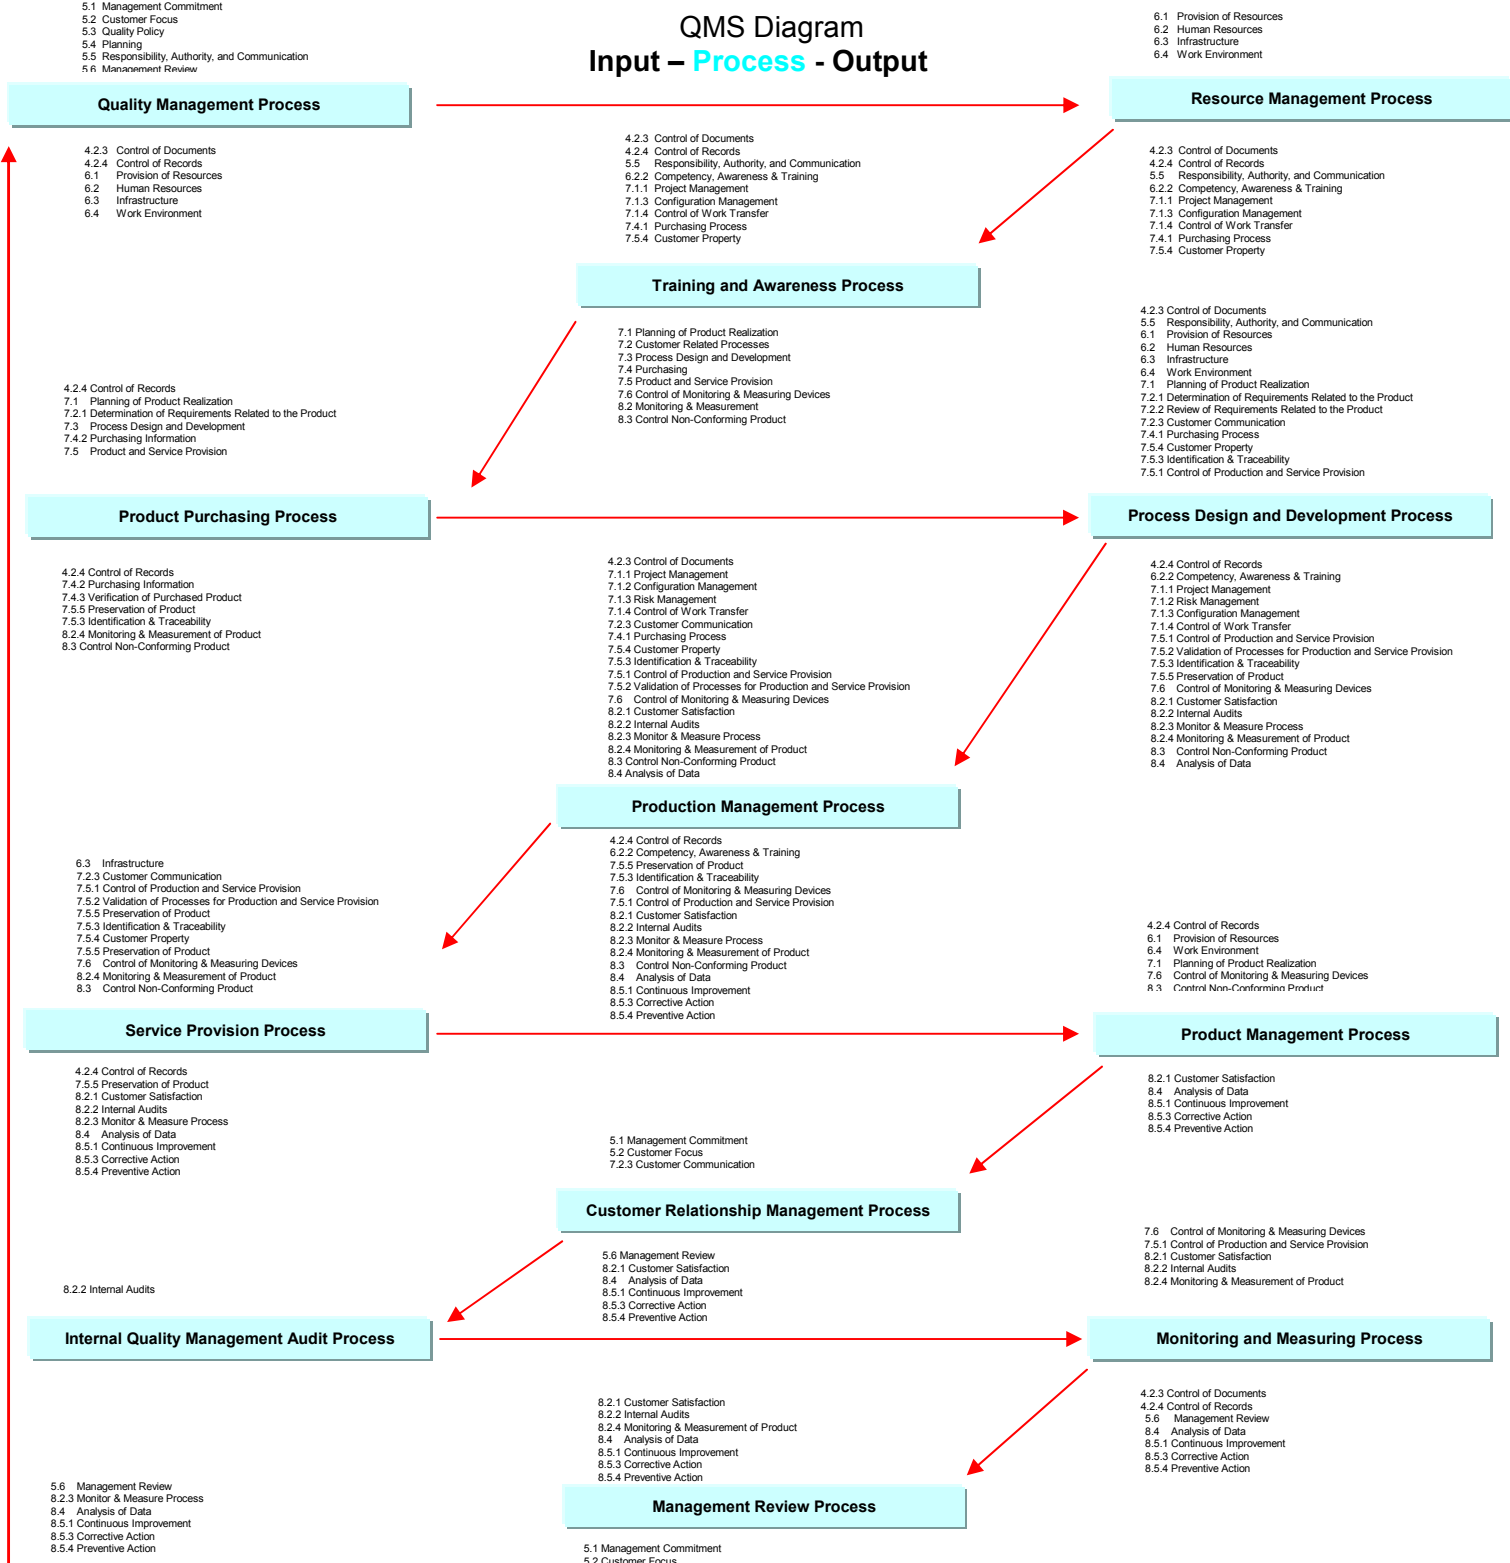 QMS Diagram
Input – Process - Output
5.1 Management Commitment
5.2 Customer Focus
5.3 Quality Policy
5.4 Planning
5.5 Responsibility, Authority, and Communication
5.6 Management Review
Quality Management Process
4.2.3 Control of Documents
4.2.4 Control of Records
6.1 Provision of Resources
6.2 Human Resources
6.3 Infrastructure
6.4 Work Environment
6.1 Provision of Resources
6.2 Human Resources
6.3 Infrastructure
6.4 Work Environment
Resource Management Process
4.2.3 Control of Documents
4.2.4 Control of Records
5.5 Responsibility, Authority, and Communication
6.2.2 Competency, Awareness & Training
7.1.1 Project Management
7.1.3 Configuration Management
7.1.4 Control of Work Transfer
7.4.1 Purchasing Process
7.5.4 Customer Property
4.2.3 Control of Documents
4.2.4 Control of Records
5.5 Responsibility, Authority, and Communication
6.2.2 Competency, Awareness & Training
7.1.1 Project Management
7.1.3 Configuration Management
7.1.4 Control of Work Transfer
7.4.1 Purchasing Process
7.5.4 Customer Property
Training and Awareness Process
7.1 Planning of Product Realization
7.2 Customer Related Processes
7.3 Process Design and Development
7.4 Purchasing
7.5 Product and Service Provision
7.6 Control of Monitoring & Measuring Devices
8.2 Monitoring & Measurement
8.3 Control Non-Conforming Product
4.2.4 Control of Records
7.1 Planning of Product Realization
7.2.1 Determination of Requirements Related to the Product
7.3 Process Design and Development
7.4.2 Purchasing Information
7.5 Product and Service Provision
Product Purchasing Process
4.2.4 Control of Records
7.4.2 Purchasing Information
7.4.3 Verification of Purchased Product
7.5.5 Preservation of Product
7.5.3 Identification & Traceability
8.2.4 Monitoring & Measurement of Product
8.3 Control Non-Conforming Product
4.2.3 Control of Documents
5.5 Responsibility, Authority, and Communication
6.1 Provision of Resources
6.2 Human Resources
6.3 Infrastructure
6.4 Work Environment
7.1 Planning of Product Realization
7.2.1 Determination of Requirements Related to the Product
7.2.2 Review of Requirements Related to the Product
7.2.3 Customer Communication
7.4.1 Purchasing Process
7.5.4 Customer Property
7.5.3 Identification & Traceability
7.5.1 Control of Production and Service Provision
Process Design and Development Process
4.2.4 Control of Records
6.2.2 Competency, Awareness & Training
7.1.1 Project Management
7.1.2 Risk Management
7.1.3 Configuration Management
7.1.4 Control of Work Transfer
7.5.1 Control of Production and Service Provision
7.5.2 Validation of Processes for Production and Service Provision
7.5.3 Identification & Traceability
7.5.5 Preservation of Product
7.6 Control of Monitoring & Measuring Devices
8.2.1 Customer Satisfaction
8.2.2 Internal Audits
8.2.3 Monitor & Measure Process
8.2.4 Monitoring & Measurement of Product
8.3 Control Non-Conforming Product
8.4 Analysis of Data
4.2.3 Control of Documents
7.1.1 Project Management
7.1.2 Configuration Management
7.1.3 Risk Management
7.1.4 Control of Work Transfer
7.2.3 Customer Communication
7.4.1 Purchasing Process
7.5.4 Customer Property
7.5.3 Identification & Traceability
7.5.1 Control of Production and Service Provision
7.5.2 Validation of Processes for Production and Service Provision
7.6 Control of Monitoring & Measuring Devices
8.2.1 Customer Satisfaction
8.2.2 Internal Audits
8.2.3 Monitor & Measure Process
8.2.4 Monitoring & Measurement of Product
8.3 Control Non-Conforming Product
8.4 Analysis of Data
Production Management Process
4.2.4 Control of Records
6.2.2 Competency, Awareness & Training
7.5.5 Preservation of Product
7.5.3 Identification & Traceability
7.6 Control of Monitoring & Measuring Devices
7.5.1 Control of Production and Service Provision
8.2.1 Customer Satisfaction
8.2.2 Internal Audits
8.2.3 Monitor & Measure Process
8.2.4 Monitoring & Measurement of Product
8.3 Control Non-Conforming Product
8.4 Analysis of Data
8.5.1 Continuous Improvement
8.5.3 Corrective Action
8.5.4 Preventive Action
6.3 Infrastructure
7.2.3 Customer Communication
7.5.1 Control of Production and Service Provision
7.5.2 Validation of Processes for Production and Service Provision
7.5.5 Preservation of Product
7.5.3 Identification & Traceability
7.5.4 Customer Property
7.5.5 Preservation of Product
7.6 Control of Monitoring & Measuring Devices
8.2.4 Monitoring & Measurement of Product
8.3 Control Non-Conforming Product
Service Provision Process
4.2.4 Control of Records
7.5.5 Preservation of Product
8.2.1 Customer Satisfaction
8.2.2 Internal Audits
8.2.3 Monitor & Measure Process
8.4 Analysis of Data
8.5.1 Continuous Improvement
8.5.3 Corrective Action
8.5.4 Preventive Action
4.2.4 Control of Records
6.1 Provision of Resources
6.4 Work Environment
7.1 Planning of Product Realization
7.6 Control of Monitoring & Measuring Devices
8.3 Control Non-Conforming Product
Product Management Process
8.2.1 Customer Satisfaction
8.4 Analysis of Data
8.5.1 Continuous Improvement
8.5.3 Corrective Action
8.5.4 Preventive Action
5.1 Management Commitment
5.2 Customer Focus
7.2.3 Customer Communication
Customer Relationship Management Process
5.6 Management Review
8.2.1 Customer Satisfaction
8.4 Analysis of Data
8.5.1 Continuous Improvement
8.5.3 Corrective Action
8.5.4 Preventive Action
8.2.2 Internal Audits
Internal Quality Management Audit Process
5.6 Management Review
8.2.3 Monitor & Measure Process
8.4 Analysis of Data
8.5.1 Continuous Improvement
8.5.3 Corrective Action
8.5.4 Preventive Action
7.6 Control of Monitoring & Measuring Devices
7.5.1 Control of Production and Service Provision
8.2.1 Customer Satisfaction
8.2.2 Internal Audits
8.2.4 Monitoring & Measurement of Product
Monitoring and Measuring Process
4.2.3 Control of Documents
4.2.4 Control of Records
5.6 Management Review
8.4 Analysis of Data
8.5.1 Continuous Improvement
8.5.3 Corrective Action
8.5.4 Preventive Action
8.2.1 Customer Satisfaction
8.2.2 Internal Audits
8.2.4 Monitoring & Measurement of Product
8.4 Analysis of Data
8.5.1 Continuous Improvement
8.5.3 Corrective Action
8.5.4 Preventive Action
Management Review Process
5.1 Management Commitment
5.2 Customer Focus